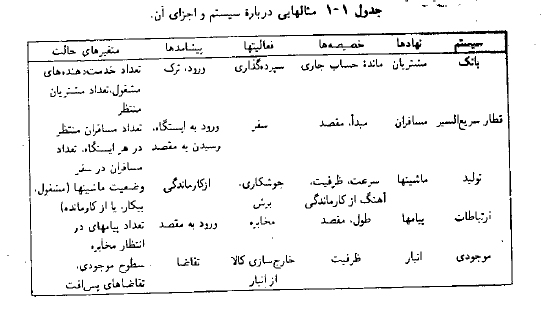 جدول ۱-۱ مثالهایی دربارهٔ سیستم و اجزای آن.
سیستم نهادها خصیصه‌ها فعالیتها پیشامدها متغیرهای حالت
بانک مشتریان ماندهٔ حساب جاری سپرده‌گذاری ورود، ترک تعداد خدمت‌دهنده‌های
مشغول، تعداد مشتریان
منتظر
قطار سریع‌السیر مسافران مبدأ، مقصد سفر ورود به ایستگاه، تعداد مسافران منتظر
رسیدن به مقصد در هر ایستگاه، تعداد
مسافران در سفر
تولید ماشینها سرعت، ظرفیت، جوشکاری، ازکارماندگی وضعیت ماشینها (مشغول،
آهنگ از کارماندگی برش بیکار، یا از کارمانده)
ارتباطات پیامها طول، مقصد مخابره ورود به مقصد تعداد پیامهای در
انتظار مخابره
موجودی انبار ظرفیت خارج‌سازی کالا تقاضا سطوح موجودی،
از انبار تقاضاهای پس‌افت